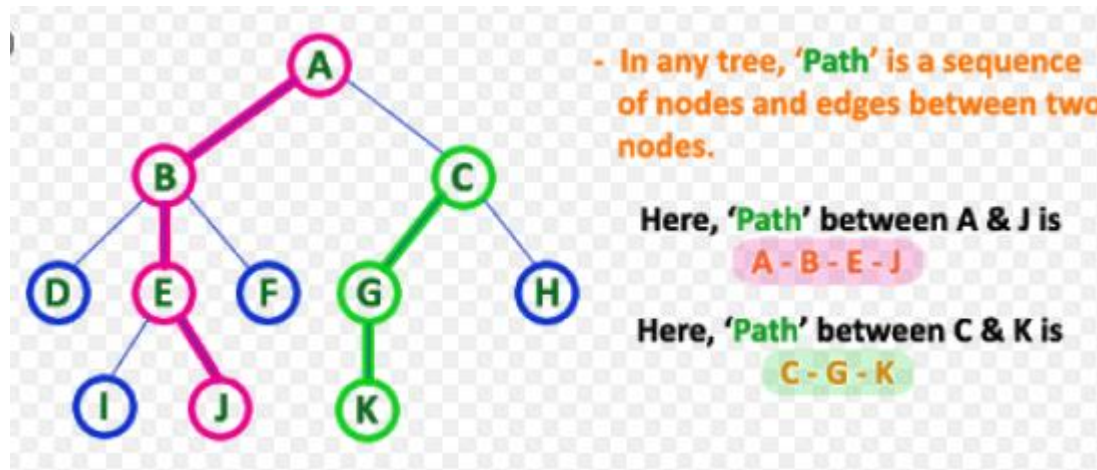 A
B
C
D
E
F
G
H
I
J
K
- In any tree, ‘Path’ is a sequence
of nodes and edges between two
nodes.
Here, ‘Path’ between A & J is
A - B - E - J
Here, ‘Path’ between C & K is
C - G - K